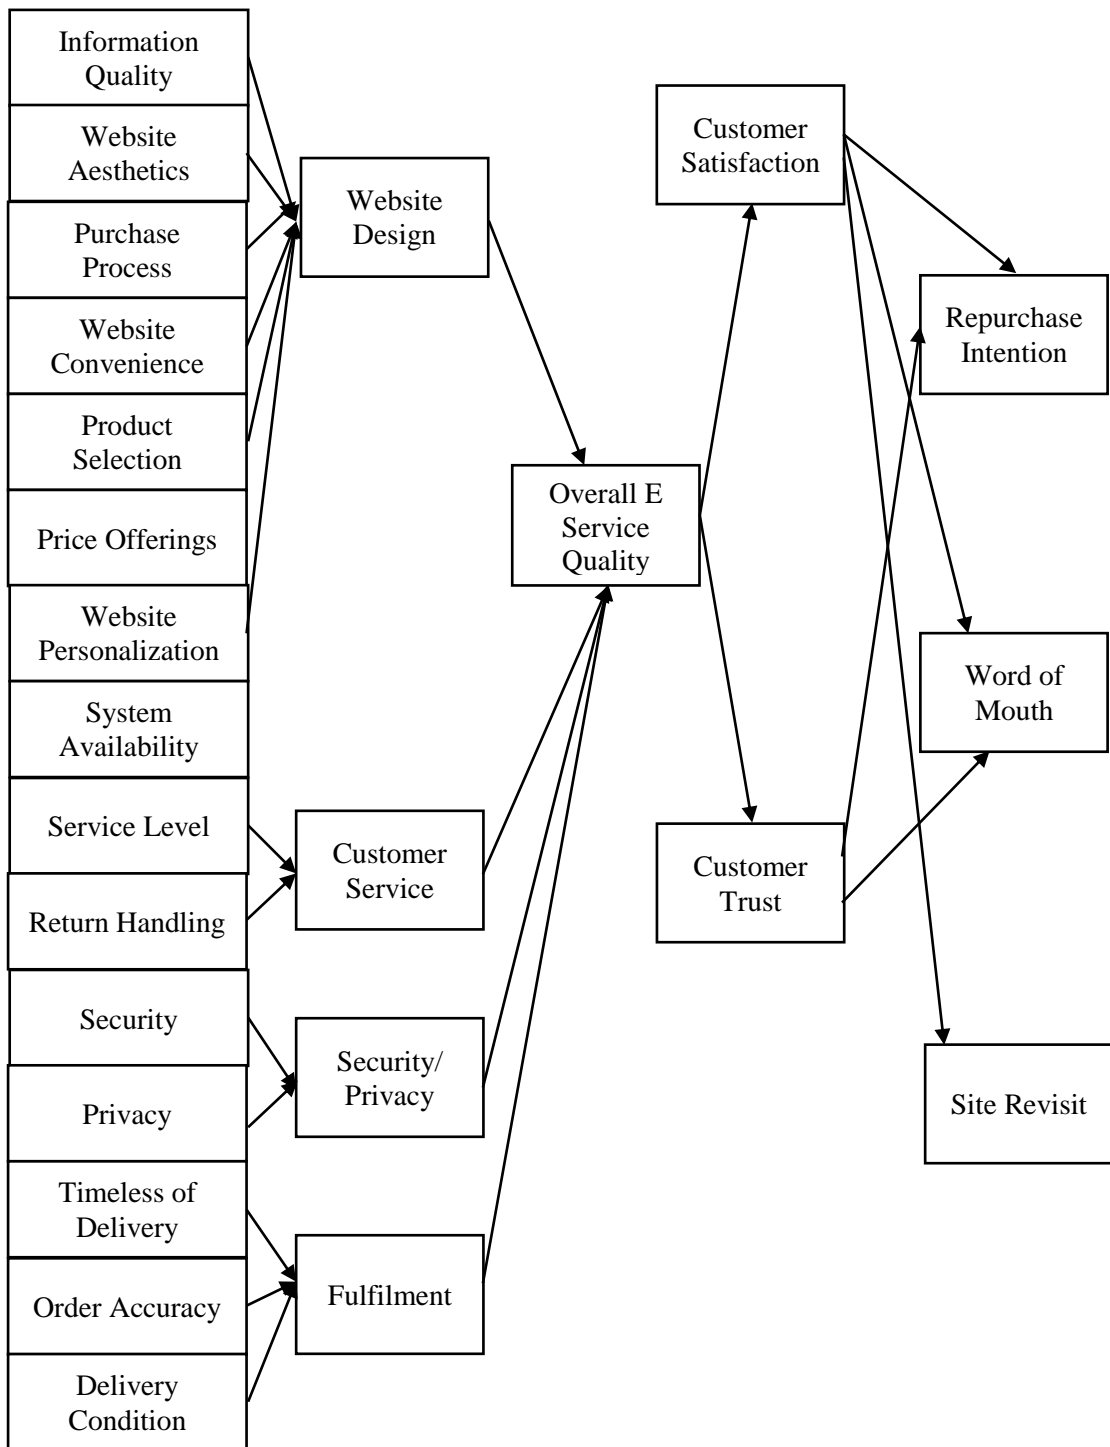 Information
Quality
Website
Aesthetics
Purchase
Process
Website
Convenience
Product
Selection
Price Offerings
Website
Personalization
System
Availability
Service Level
Return Handling
Security
Privacy
Timeless of
Delivery
Order Accuracy
Delivery
Condition
Website
Design
Customer
Service
Security/
Privacy
Fulfilment
Overall E
Service
Quality
Customer
Satisfaction
Customer
Trust
Repurchase
Intention
Word of
Mouth
Site Revisit